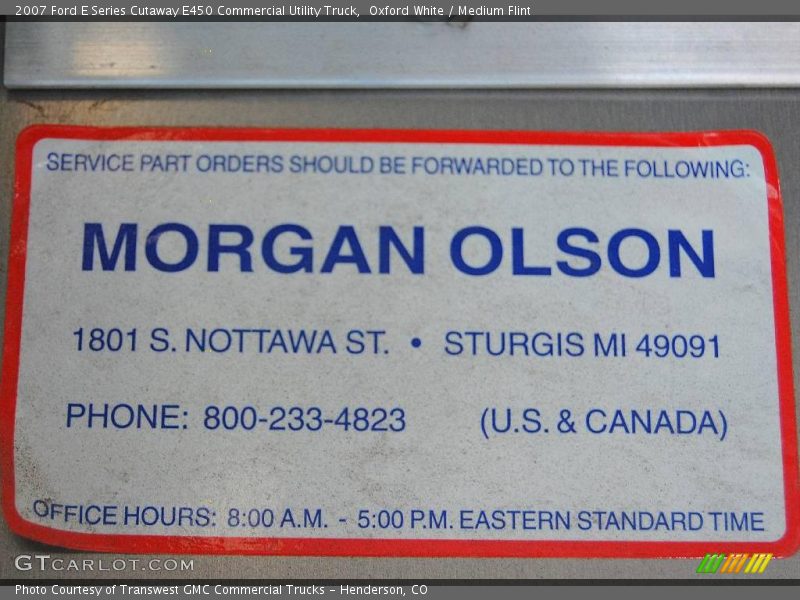 2007 Ford E Series Cutaway E450 Commercial Utility Truck,  Oxford White / Medium Flint
SERVICE PART ORDERS SHOULD BE FORWARDED TO THE FOLLOWING:
MORGAN OLSON
1801 S. NOTTAWA ST. • STURGIS MI 49091
PHONE: 800-233-4823 (U.S. & CANADA)
OFFICE HOURS: 8:00 A.M. - 5:00 P.M. EASTERN STANDARD TIME
GTCARLOT.COM
Photo Courtesy of Transwest GMC Commercial Trucks – Henderson, CO